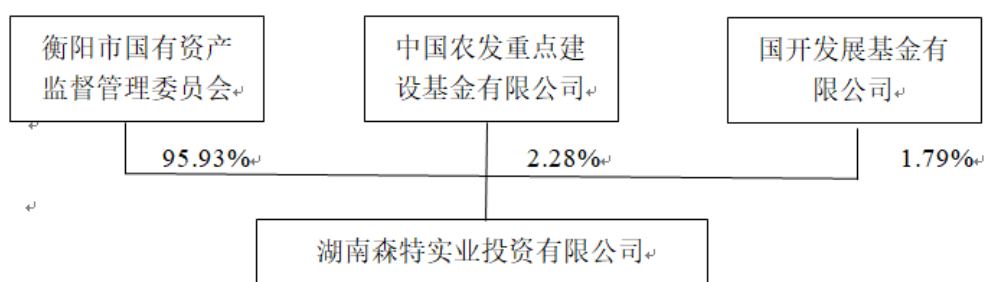 衡阳市国有资产
监督管理委员会
中国农发重点建
设基金有限公司
国开发展基金有
限公司
95.93%
2.28%
1.79%
湖南森特实业投资有限公司